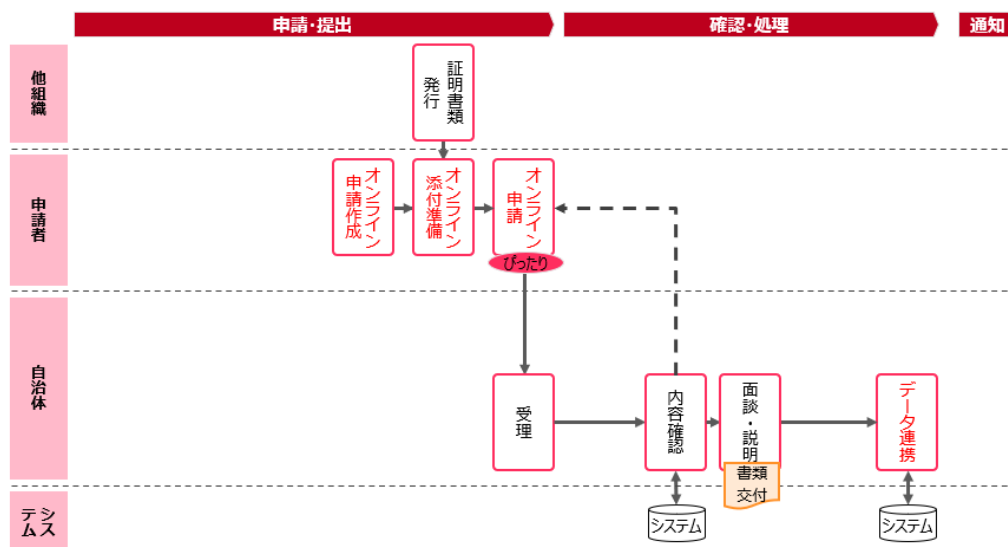 申請・提出
確認・処理
通知
他組織
証明書類
発行
申請者
オンライン
申請作成
オンライン
添付準備
オンライン
申請
ぴったり
自治体
受理
内容確認
面談・説明
書類
交付
データ連携
シス
テム
システム
システム